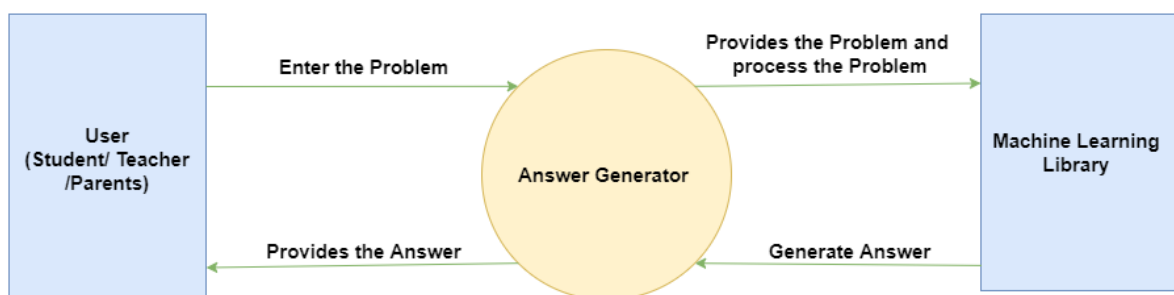 Enter the Problem
Provides the Problem and
process the Problem
User
(Student/ Teacher
/Parents)
Answer Generator
Machine Learning
Library
Provides the Answer
Generate Answer